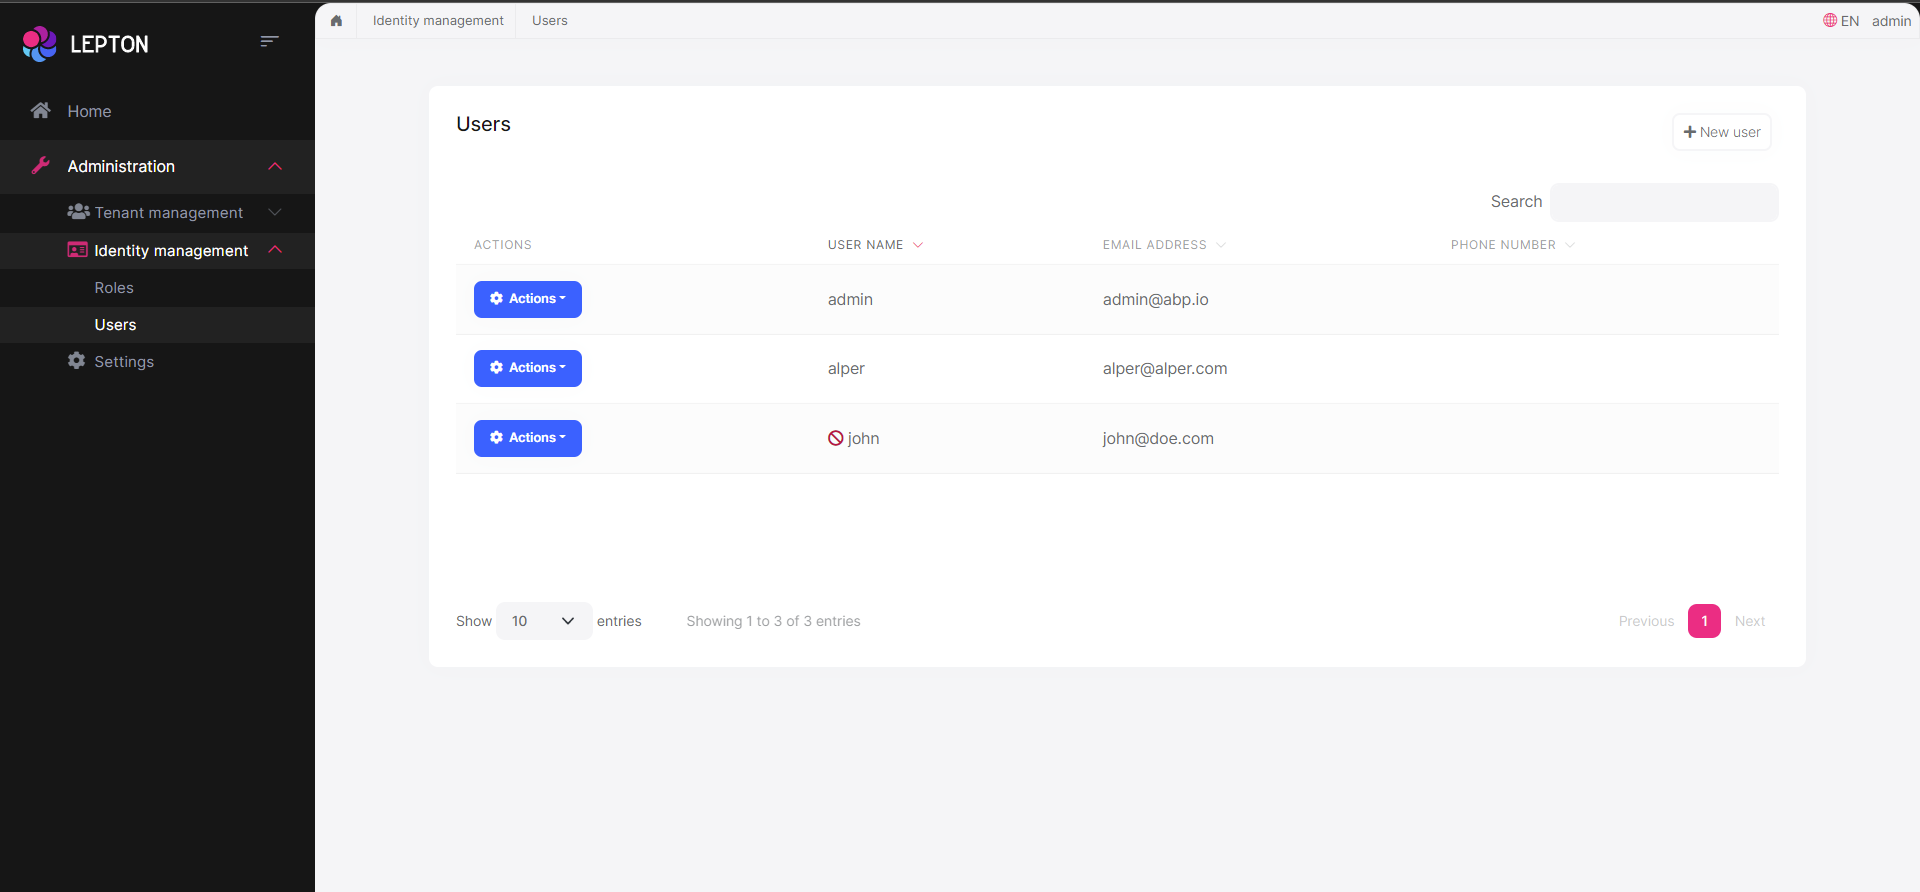 LEPTON
Home
Administration
Tenant management
Identity management
Roles
Users
Settings
Identity management Users EN admin
Users
New user
Search
ACTIONS USER NAME EMAIL ADDRESS PHONE NUMBER
Actions admin admin@abp.io
Actions alper alper@alper.com
Actions john john@doe.com
Show 10 entries Showing 1 to 3 of 3 entries Previous 1 Next